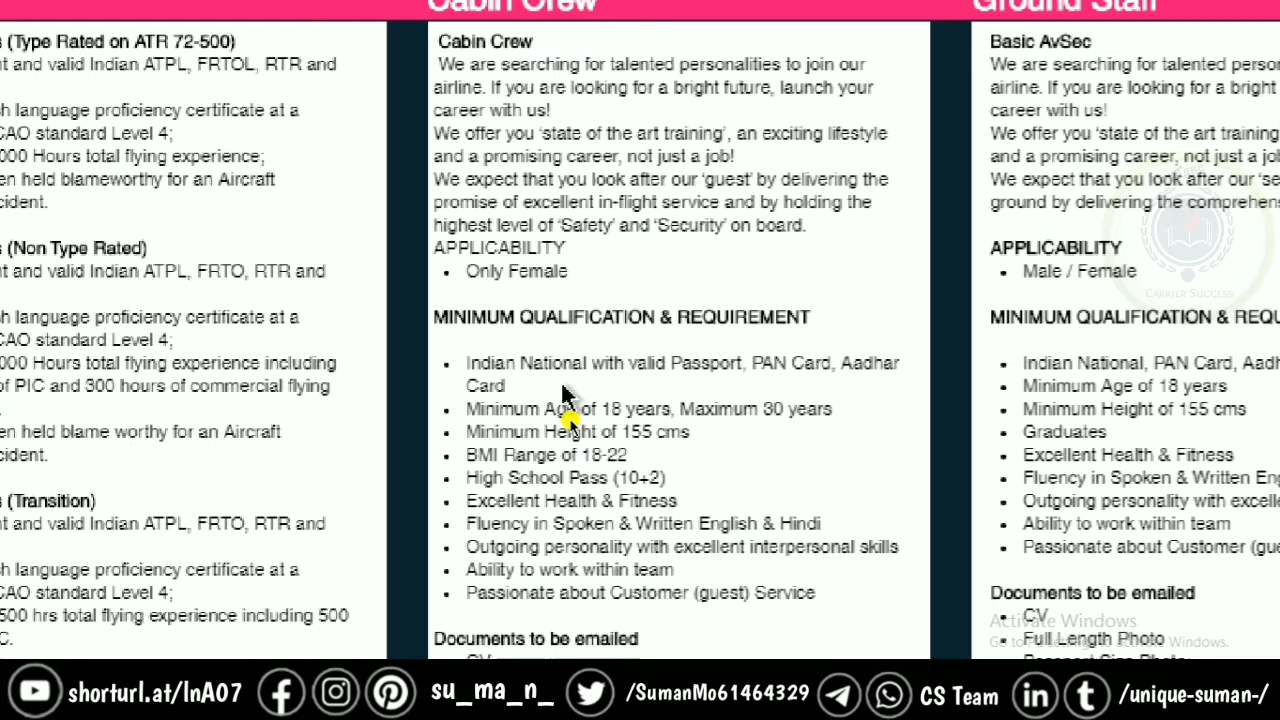 Cabin Crew
Ground Staff
s (Type Rated on ATR 72-500)
nt and valid Indian ATPL, FRTOL, RTR and
sh language proficiency certificate at a
CAO standard Level 4;
000 Hours total flying experience;
en held blameworthy for an Aircraft
cident.
s (Non Type Rated)
nt and valid Indian ATPL, FRTO, RTR and
sh language proficiency certificate at a
CAO standard Level 4;
000 Hours total flying experience including
of PIC and 300 hours of commercial flying
en held blame worthy for an Aircraft
cident.
s (Transition)
nt and valid Indian ATPL, FRTO, RTR and
sh language proficiency certificate at a
CAO standard Level 4;
500 hrs total flying experience including 500
C.
Cabin Crew
We are searching for talented personalities to join our
airline. If you are looking for a bright future, launch your
career with us!
We offer you ‘state of the art training’, an exciting lifestyle
and a promising career, not just a job!
We expect that you look after our ‘guest’ by delivering the
promise of excellent in-flight service and by holding the
highest level of ‘Safety’ and ‘Security’ on board.
APPLICABILITY
• Only Female
MINIMUM QUALIFICATION & REQUIREMENT
• Indian National with valid Passport, PAN Card, Aadhar
Card
• Minimum Age of 18 years, Maximum 30 years
• Minimum Height of 155 cms
• BMI Range of 18-22
• High School Pass (10+2)
• Excellent Health & Fitness
• Fluency in Spoken & Written English & Hindi
• Outgoing personality with excellent interpersonal skills
• Ability to work within team
• Passionate about Customer (guest) Service
Documents to be emailed
Basic AvSec
We are searching for talented perso
airline. If you are looking for a bright
career with us!
We offer you ‘state of the art training
and a promising career, not just a job
We expect that you look after our ‘se
ground by delivering the comprehens
APPLICABILITY
• Male / Female
CARRIER SUCCESS
MINIMUM QUALIFICATION & REQU
• Indian National, PAN Card, Aadh
• Minimum Age of 18 years
• Minimum Height of 155 cms
• Graduates
• Excellent Health & Fitness
• Fluency in Spoken & Written Eng
• Outgoing personality with excelle
• Ability to work within team
• Passionate about Customer (gue
Documents to be emailed
• CV
• Full Length Photo
Passport Size Photo
Activate Windows
shorturl.at/lnA07
su_ma_n_
/SumanMo61464329
CS Team
/unique-suman-/